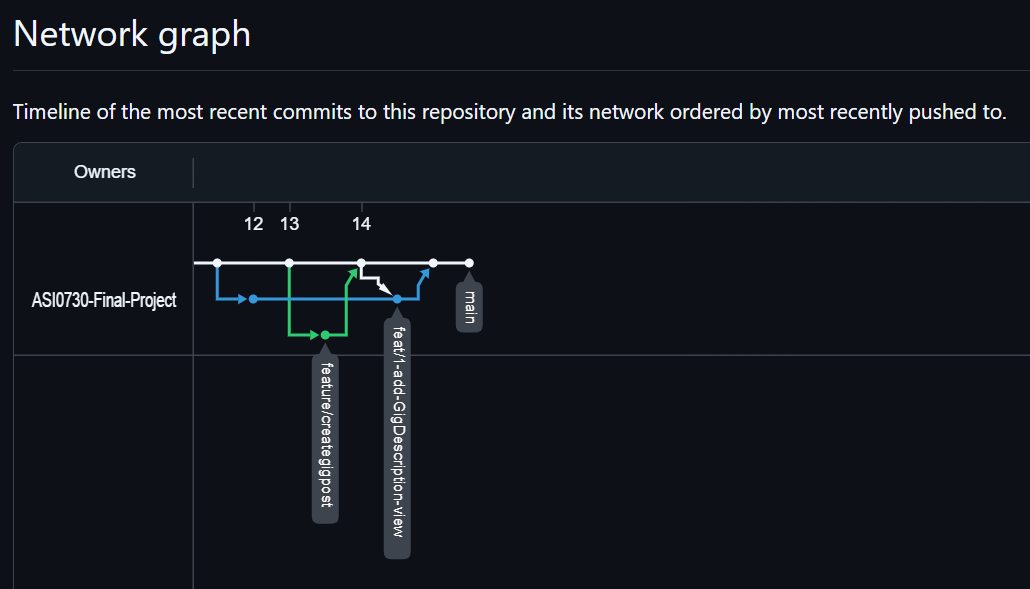 Network graph
Timeline of the most recent commits to this repository and its network ordered by most recently pushed to.
Owners
12 13 14
ASI0730-Final-Project
main
feat/1-add-GigDescription-view
feature/creategigpost